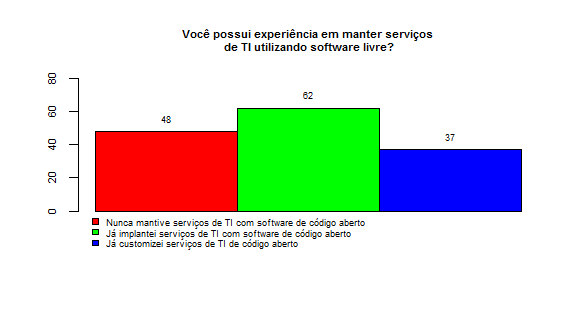 Você possui experiência em manter serviços
de TI utilizando software livre?
80
60
40
20
0
48
62
37
Nunca mantive serviços de TI com software de código aberto
Já implantei serviços de TI com software de código aberto
Já customizei serviços de TI de código aberto